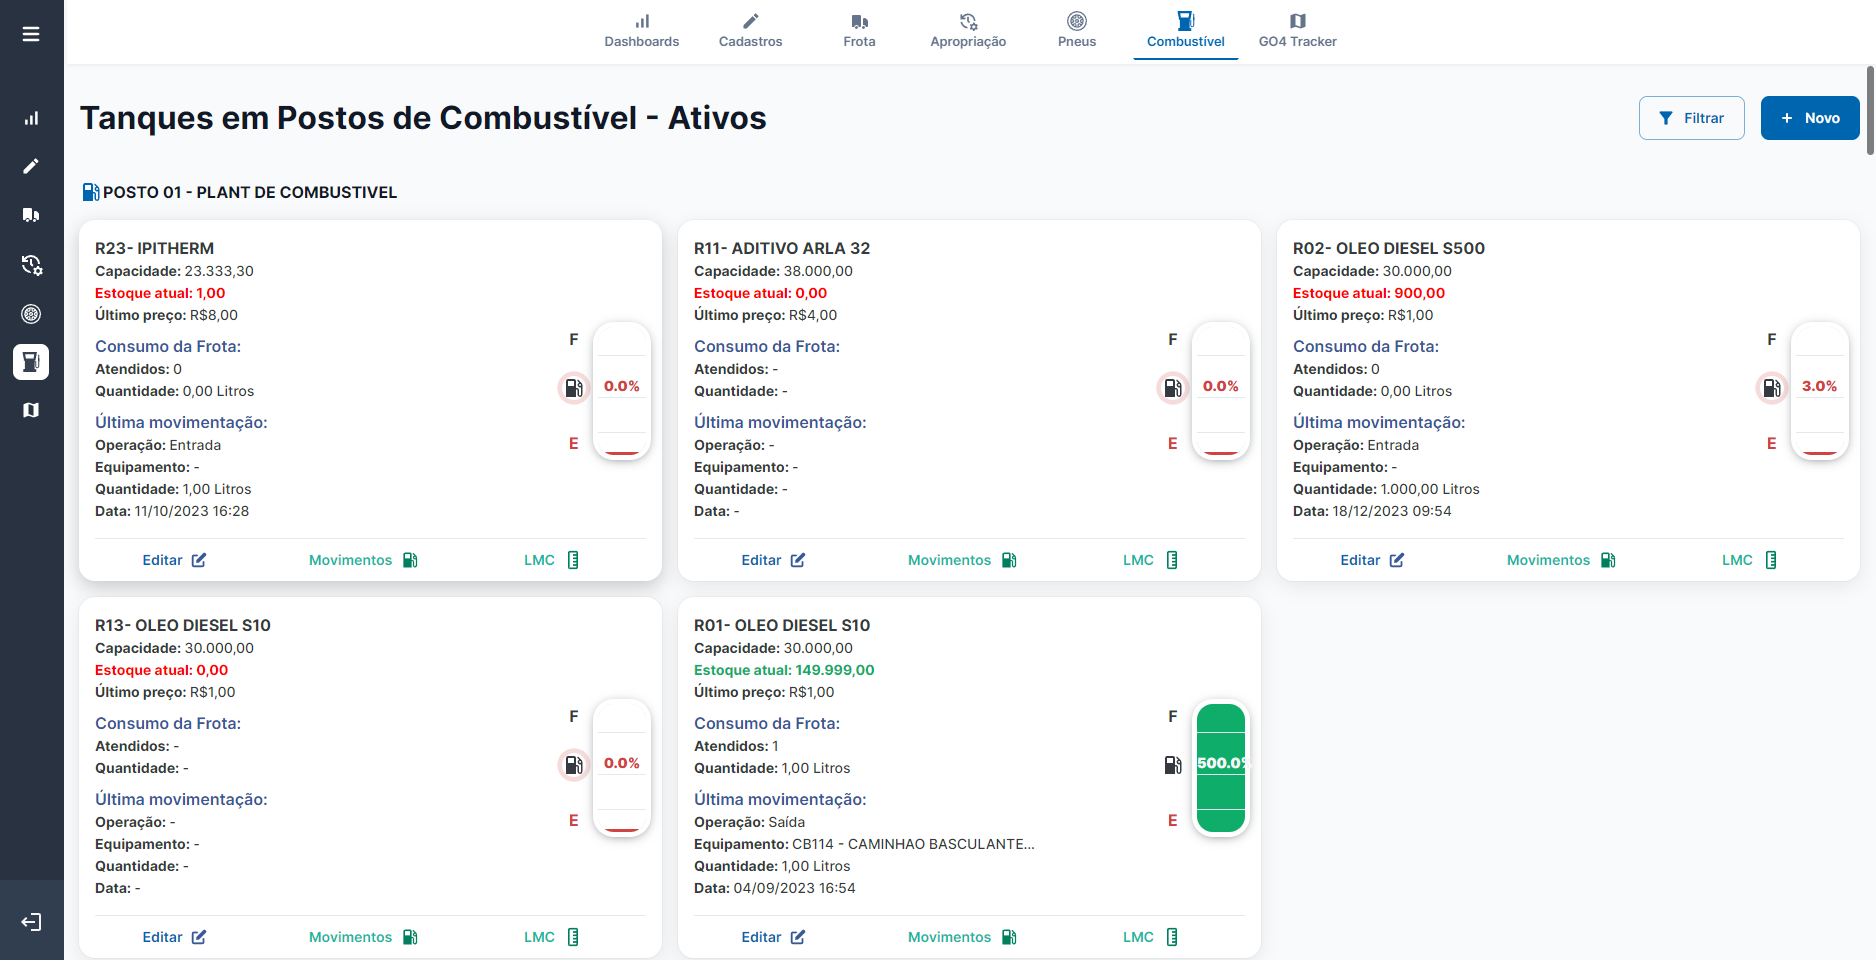 Dashboards
Cadastros
Frota
Apropriação
Pneus
Combustível
GO4 Tracker
Tanques em Postos de Combustível - Ativos
Filtrar
+ Novo
POSTO 01 - PLANT DE COMBUSTIVEL
R23- IPITHERM
Capacidade: 23.333,30
Estoque atual: 1,00
Último preço: R$8,00
Consumo da Frota:
Atendidos: 0
Quantidade: 0,00 Litros
Última movimentação:
Operação: Entrada
Equipamento: -
Quantidade: 1,00 Litros
Data: 11/10/2023 16:28
F
0.0%
E
Editar
Movimentos
LMC
R11- ADITIVO ARLA 32
Capacidade: 38.000,00
Estoque atual: 0,00
Último preço: R$4,00
Consumo da Frota:
Atendidos: -
Quantidade: -
Última movimentação:
Operação: -
Equipamento: -
Quantidade: -
Data: -
F
0.0%
E
Editar
Movimentos
LMC
R02- OLEO DIESEL S500
Capacidade: 30.000,00
Estoque atual: 900,00
Último preço: R$1,00
Consumo da Frota:
Atendidos: 0
Quantidade: 0,00 Litros
Última movimentação:
Operação: Entrada
Equipamento: -
Quantidade: 1.000,00 Litros
Data: 18/12/2023 09:54
F
3.0%
E
Editar
Movimentos
LMC
R13- OLEO DIESEL S10
Capacidade: 30.000,00
Estoque atual: 0,00
Último preço: R$1,00
Consumo da Frota:
Atendidos: -
Quantidade: -
Última movimentação:
Operação: -
Equipamento: -
Quantidade: -
Data: -
F
0.0%
E
Editar
Movimentos
LMC
R01- OLEO DIESEL S10
Capacidade: 30.000,00
Estoque atual: 149.999,00
Último preço: R$1,00
Consumo da Frota:
Atendidos: 1
Quantidade: 1,00 Litros
Última movimentação:
Operação: Saída
Equipamento: CB114 - CAMINHAO BASCULANTE...
Quantidade: 1,00 Litros
Data: 04/09/2023 16:54
F
500.0%
E
Editar
Movimentos
LMC